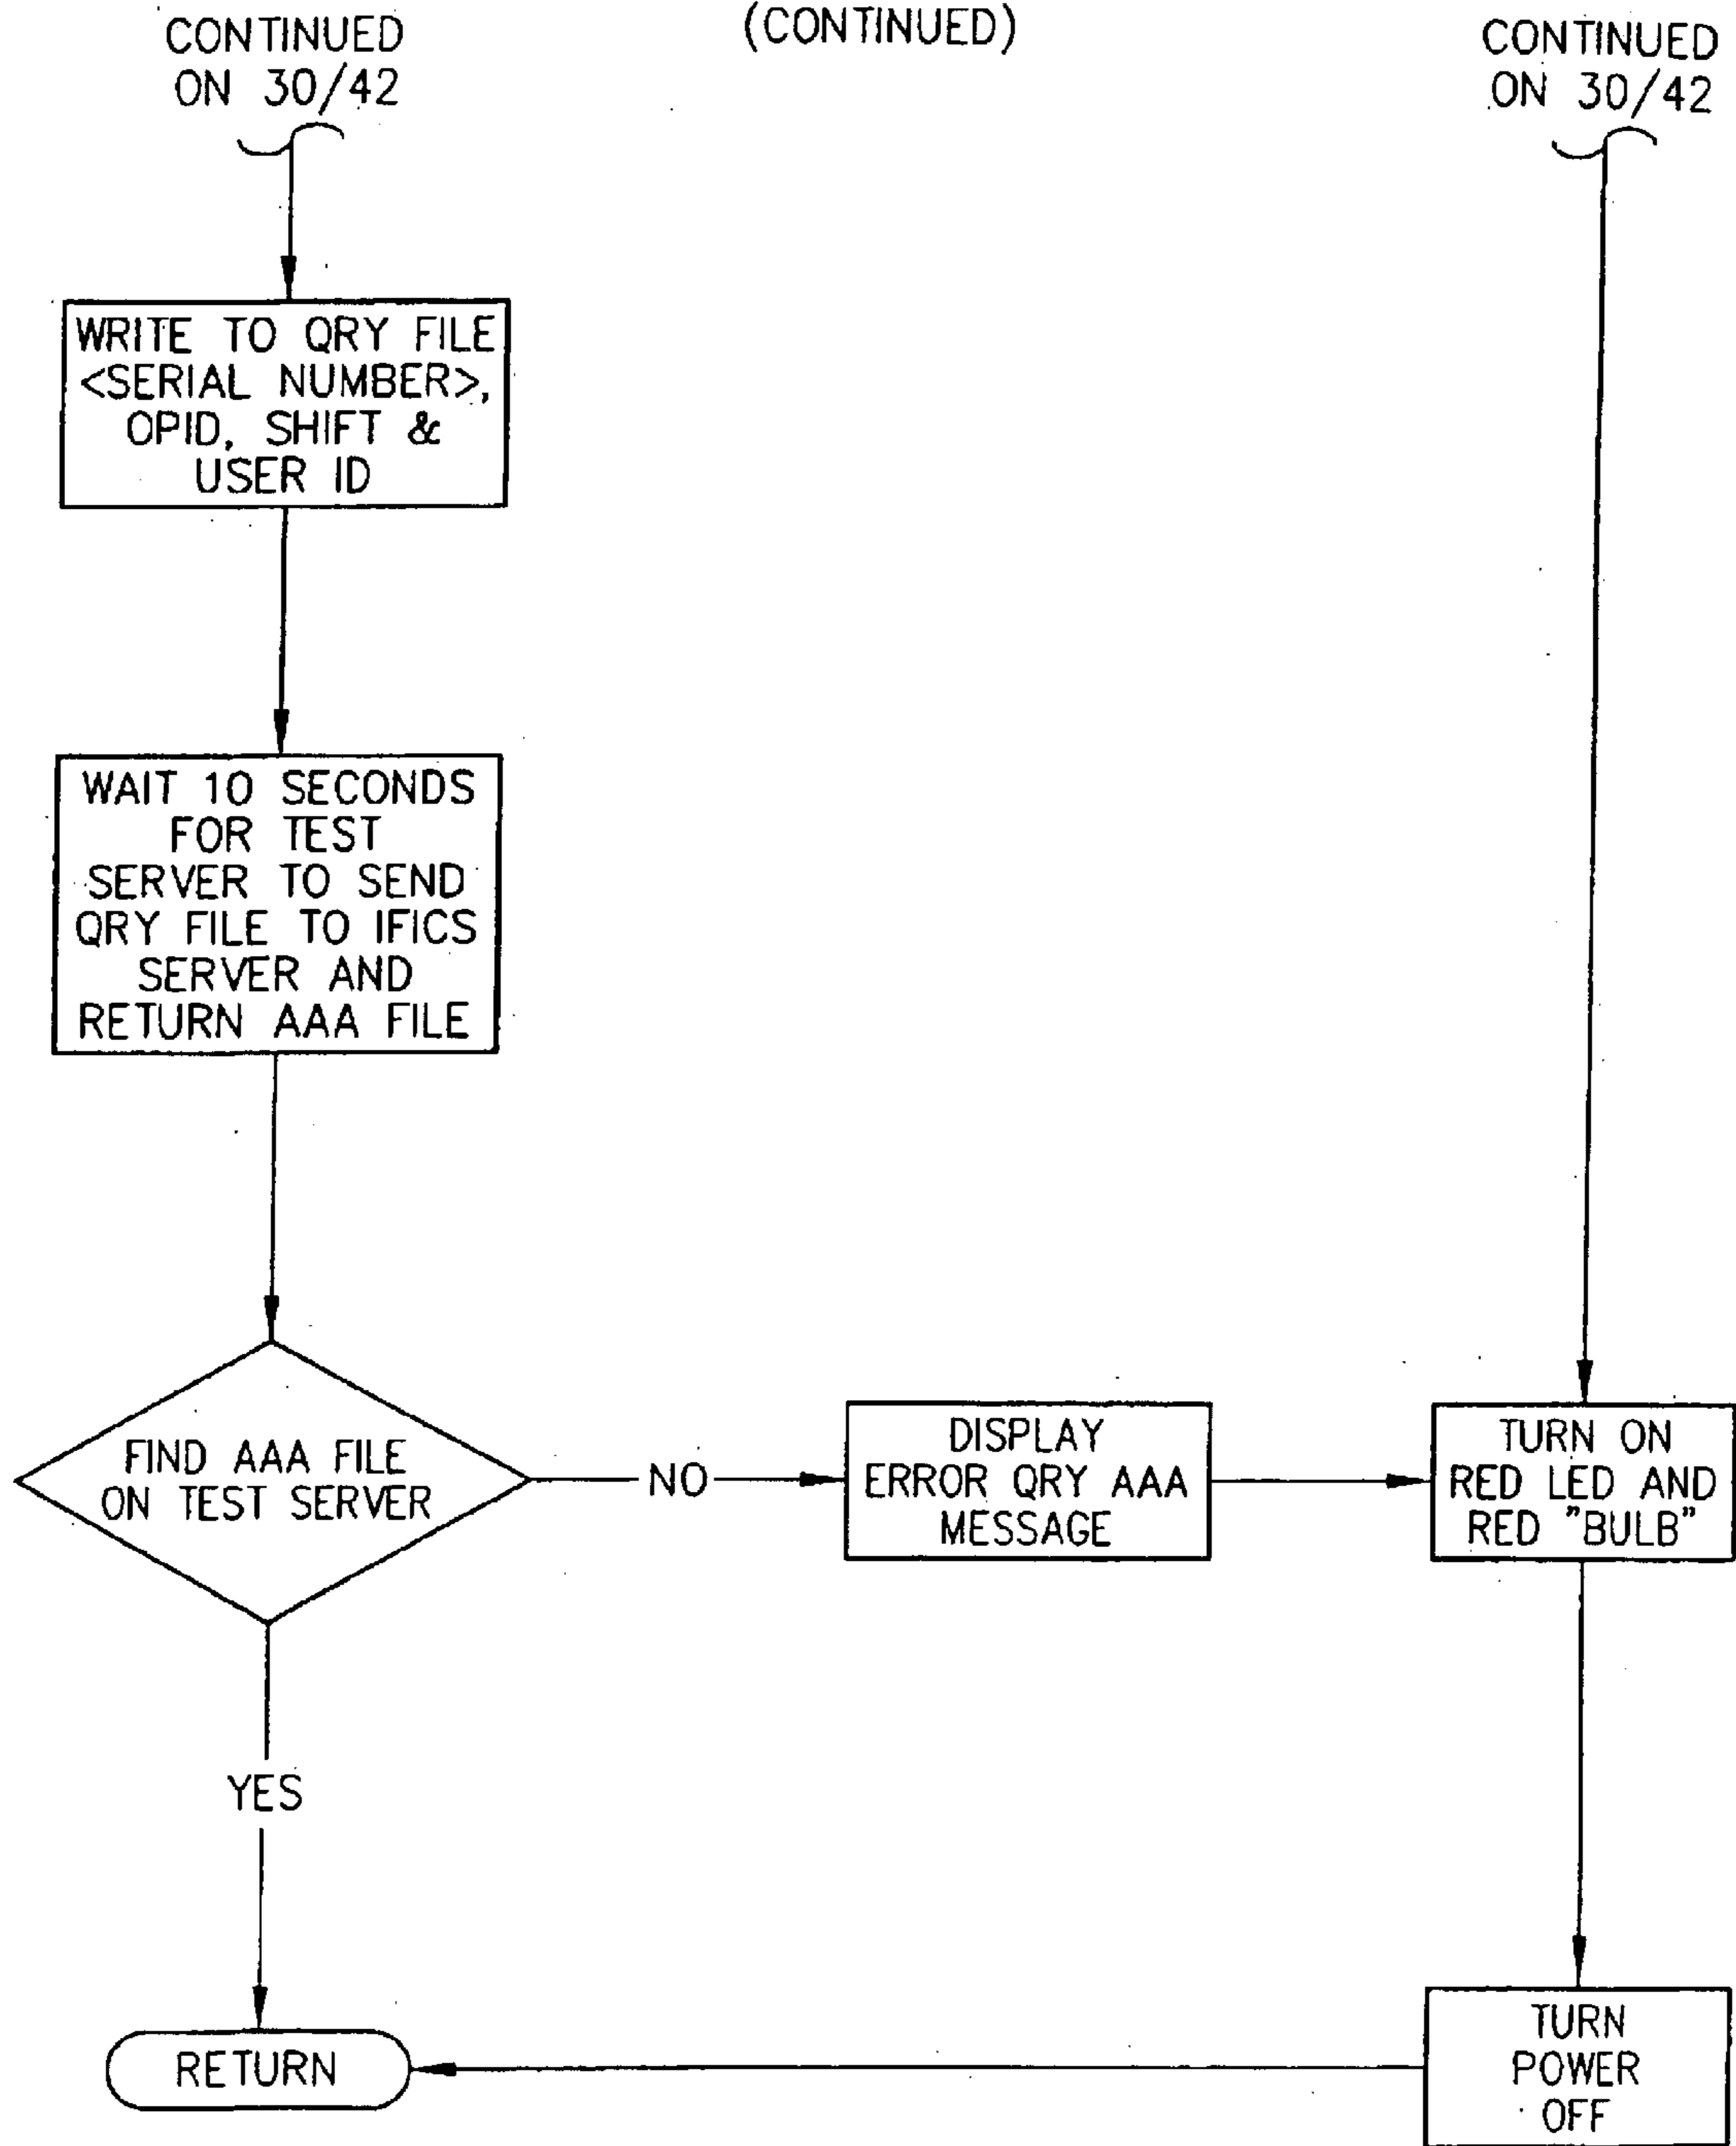 (CONTINUED)
CONTINUED
ON 30/42
CONTINUED
ON 30/42
WRITE TO QRY FILE
<SERIAL NUMBER>,
OPID, SHIFT &
USER ID
WAIT 10 SECONDS
FOR TEST
SERVER TO SEND
QRY FILE TO IFICS
SERVER AND
RETURN AAA FILE
FIND AAA FILE
ON TEST SERVER
NO
DISPLAY
ERROR QRY AAA
MESSAGE
TURN ON
RED LED AND
RED "BULB"
YES
RETURN
TURN
POWER
OFF